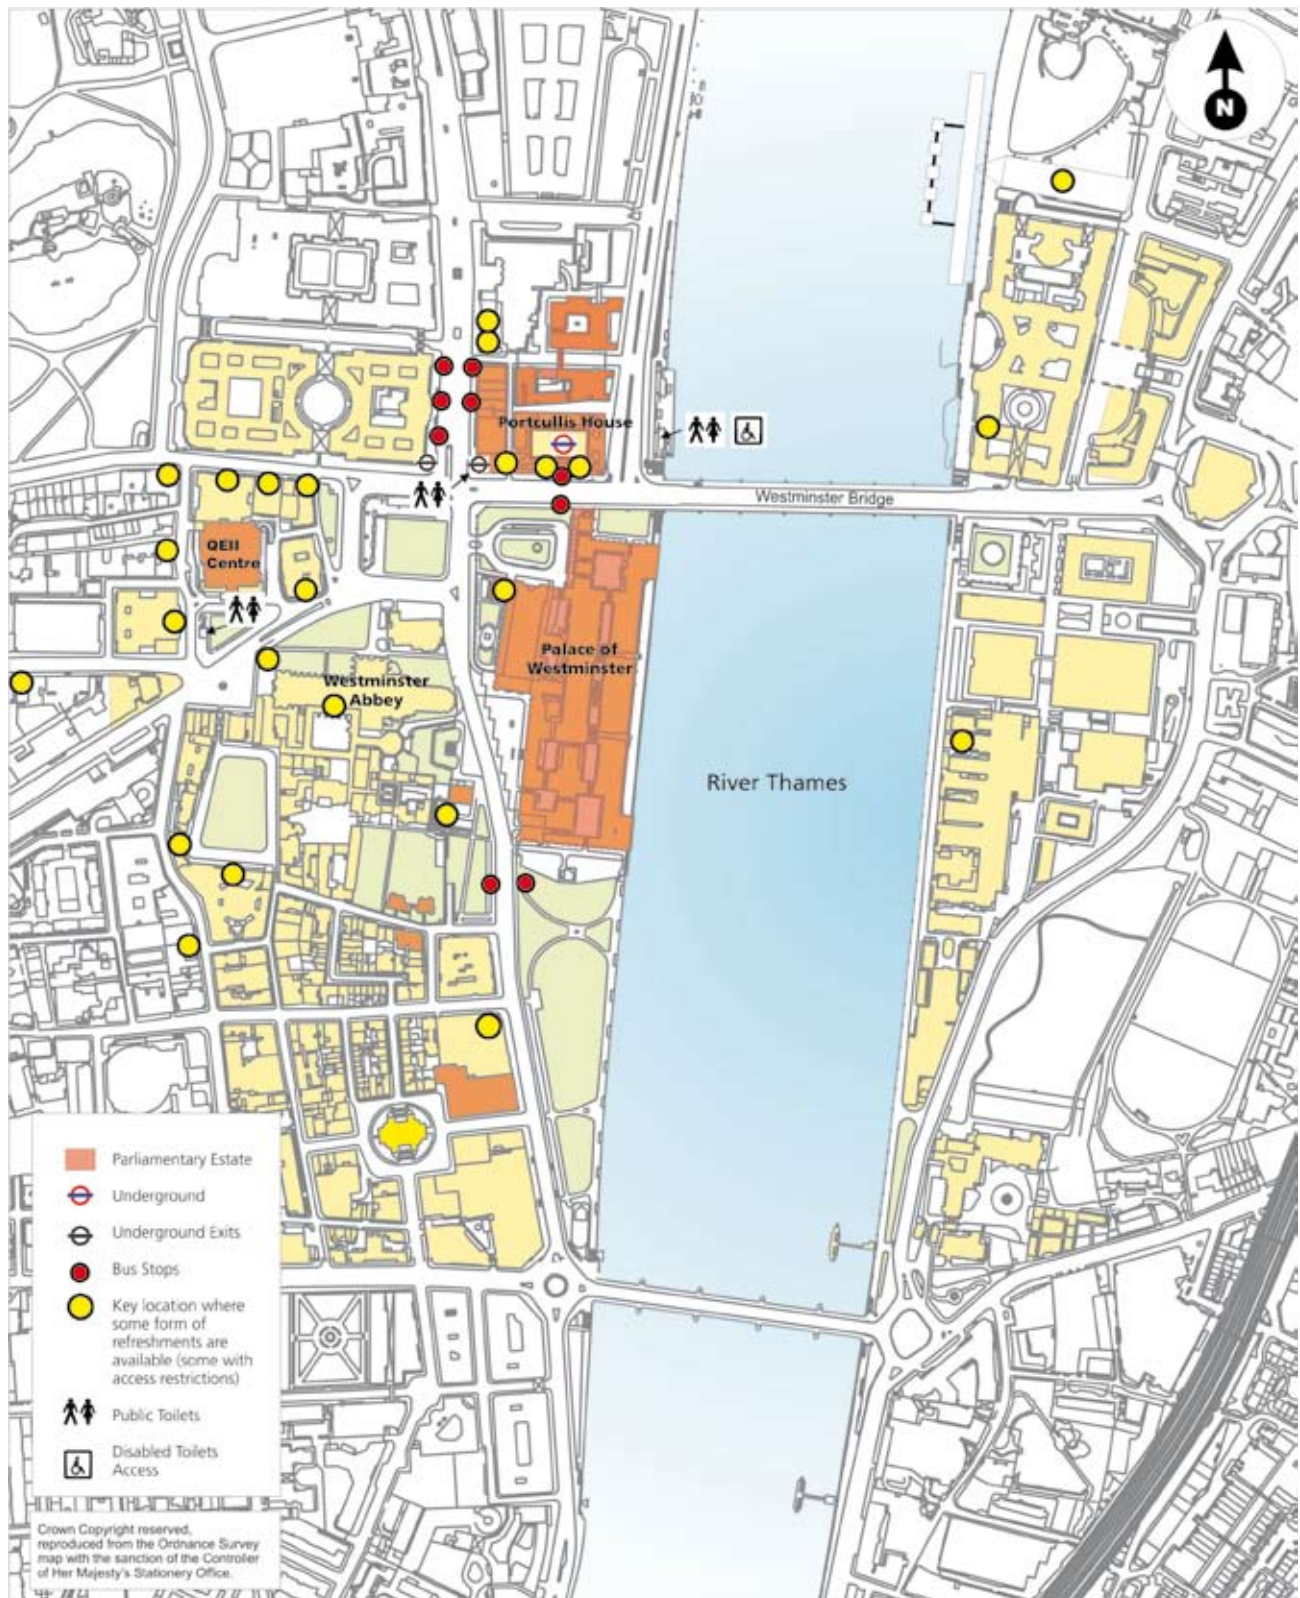 N
Portcullis House
Westminster Bridge
QEII
Centre
Palace of
Westminster
Westminster
Abbey
River Thames
Parliamentary Estate
Underground
Underground Exits
Bus Stops
Key location where
some form of
refreshments are
available (some with
access restrictions)
Public Toilets
Disabled Toilets
Access
Crown Copyright reserved,
reproduced from the Ordnance Survey
map with the sanction of the Controller
of Her Majesty's Stationery Office.